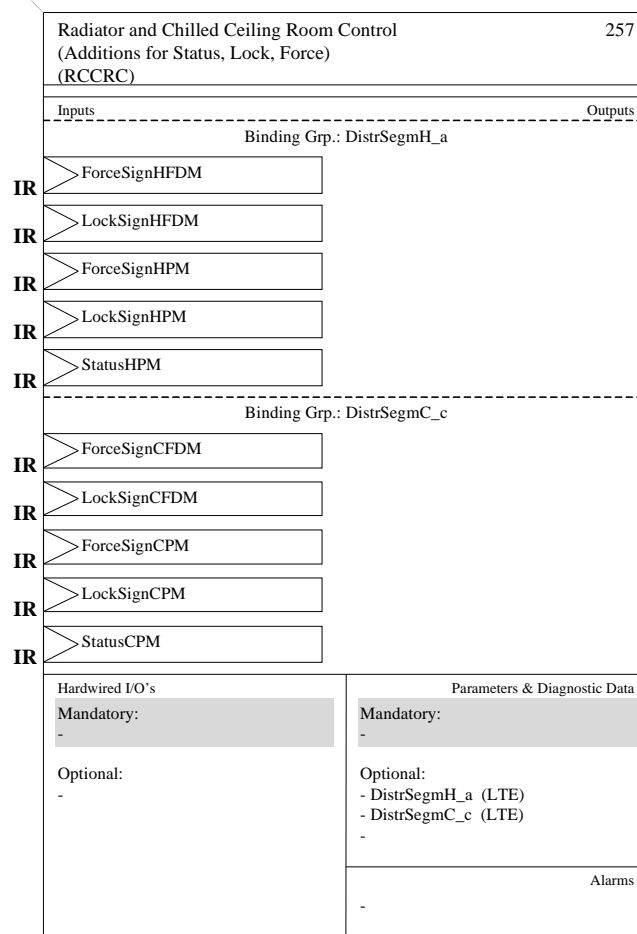 Radiator and Chilled Ceiling Room Control 257
(Additions for Status, Lock, Force)
(RCCRC)
Inputs Outputs
Binding Grp.: DistrSegmH_a
IR ForceSignHFDM
IR LockSignHFDM
IR ForceSignHPM
IR LockSignHPM
IR StatusHPM
Binding Grp.: DistrSegmC_c
IR ForceSignCFDM
IR LockSignCFDM
IR ForceSignCPM
IR LockSignCPM
IR StatusCPM
Hardwired I/O's
Mandatory:
-
Optional:
-
Parameters & Diagnostic Data
Mandatory:
-
Optional:
- DistrSegmH_a (LTE)
- DistrSegmC_c (LTE)
-
Alarms
-